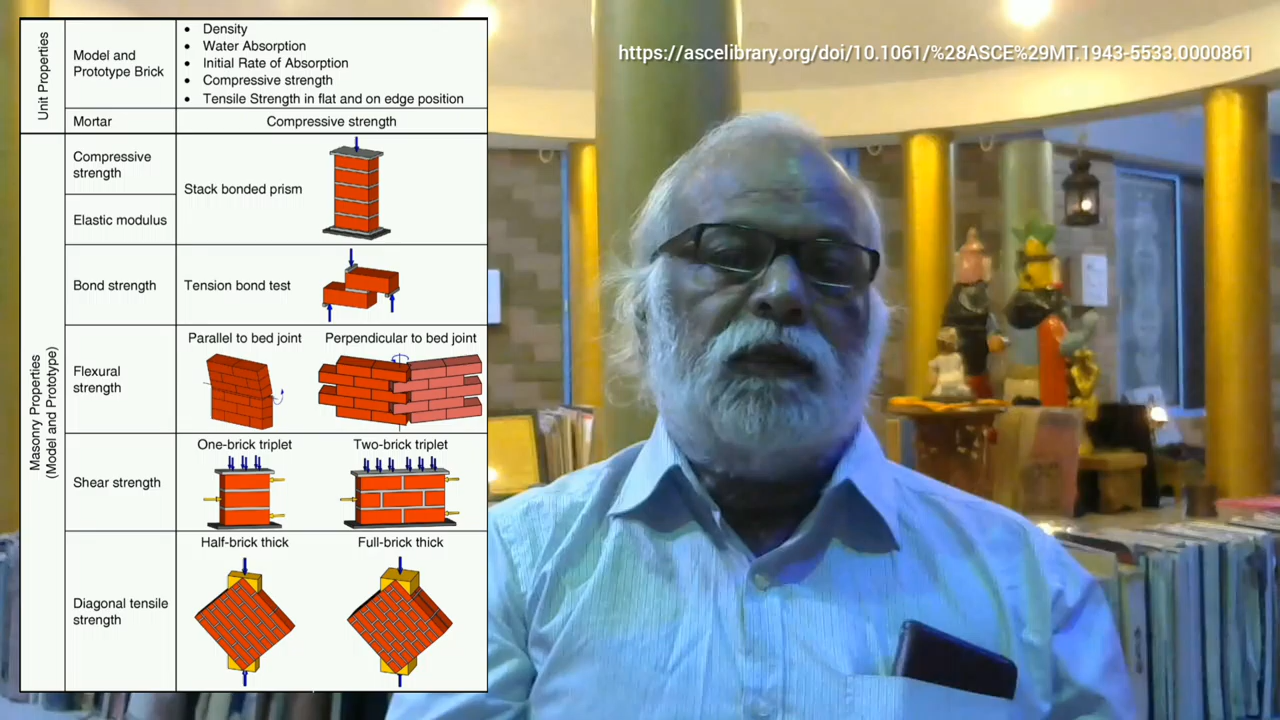 https://ascelibrary.org/doi/10.1061/%28ASCE%29MT.1943-5533.0000861
Unit Properties
Model and
Prototype Brick
• Density
• Water Absorption
• Initial Rate of Absorption
• Compressive strength
• Tensile Strength in flat and on edge position
Mortar
Compressive strength
Masonry Properties
(Model and Prototype)
Compressive
strength
Elastic modulus
Stack bonded prism
Bond strength
Tension bond test
Flexural
strength
Parallel to bed joint
Perpendicular to bed joint
Shear strength
One-brick triplet
Two-brick triplet
Diagonal tensile
strength
Half-brick thick
Full-brick thick